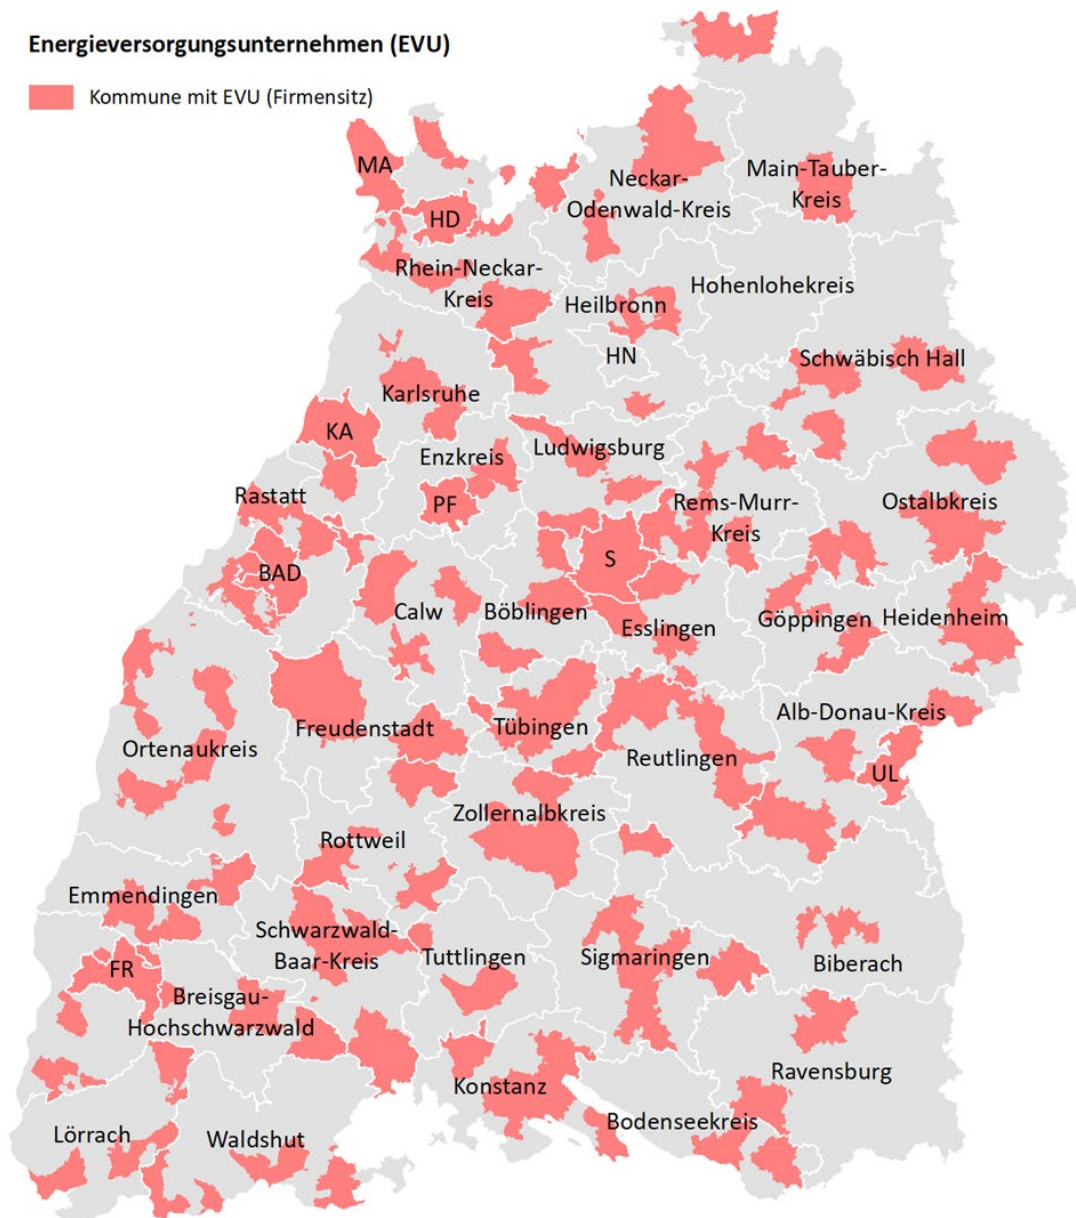 Energieversorgungsunternehmen (EVU)
Kommune mit EVU (Firmensitz)
MA
HD
Neckar-
Odenwald-Kreis
Main-Tauber-
Kreis
Rhein-Neckar-
Kreis
Heilbronn
Hohenlohekreis
HN
Schwäbisch Hall
Karlsruhe
KA
Enzkreis
Ludwigsburg
Rastatt
PF
Rems-Murr-
Kreis
Ostalbkreis
S
BAD
Calw
Böblingen
Esslingen
Göppingen
Heidenheim
Ortenaukreis
Freudenstadt
Tübingen
Reutlingen
Alb-Donau-Kreis
UL
Zollernalbkreis
Rottweil
Emmendingen
Schwarzwald-
Baar-Kreis
Tuttlingen
Sigmaringen
Biberach
FR
Breisgau-
Hochschwarzwald
Konstanz
Ravensburg
Bodenseekreis
Lörrach
Waldshut